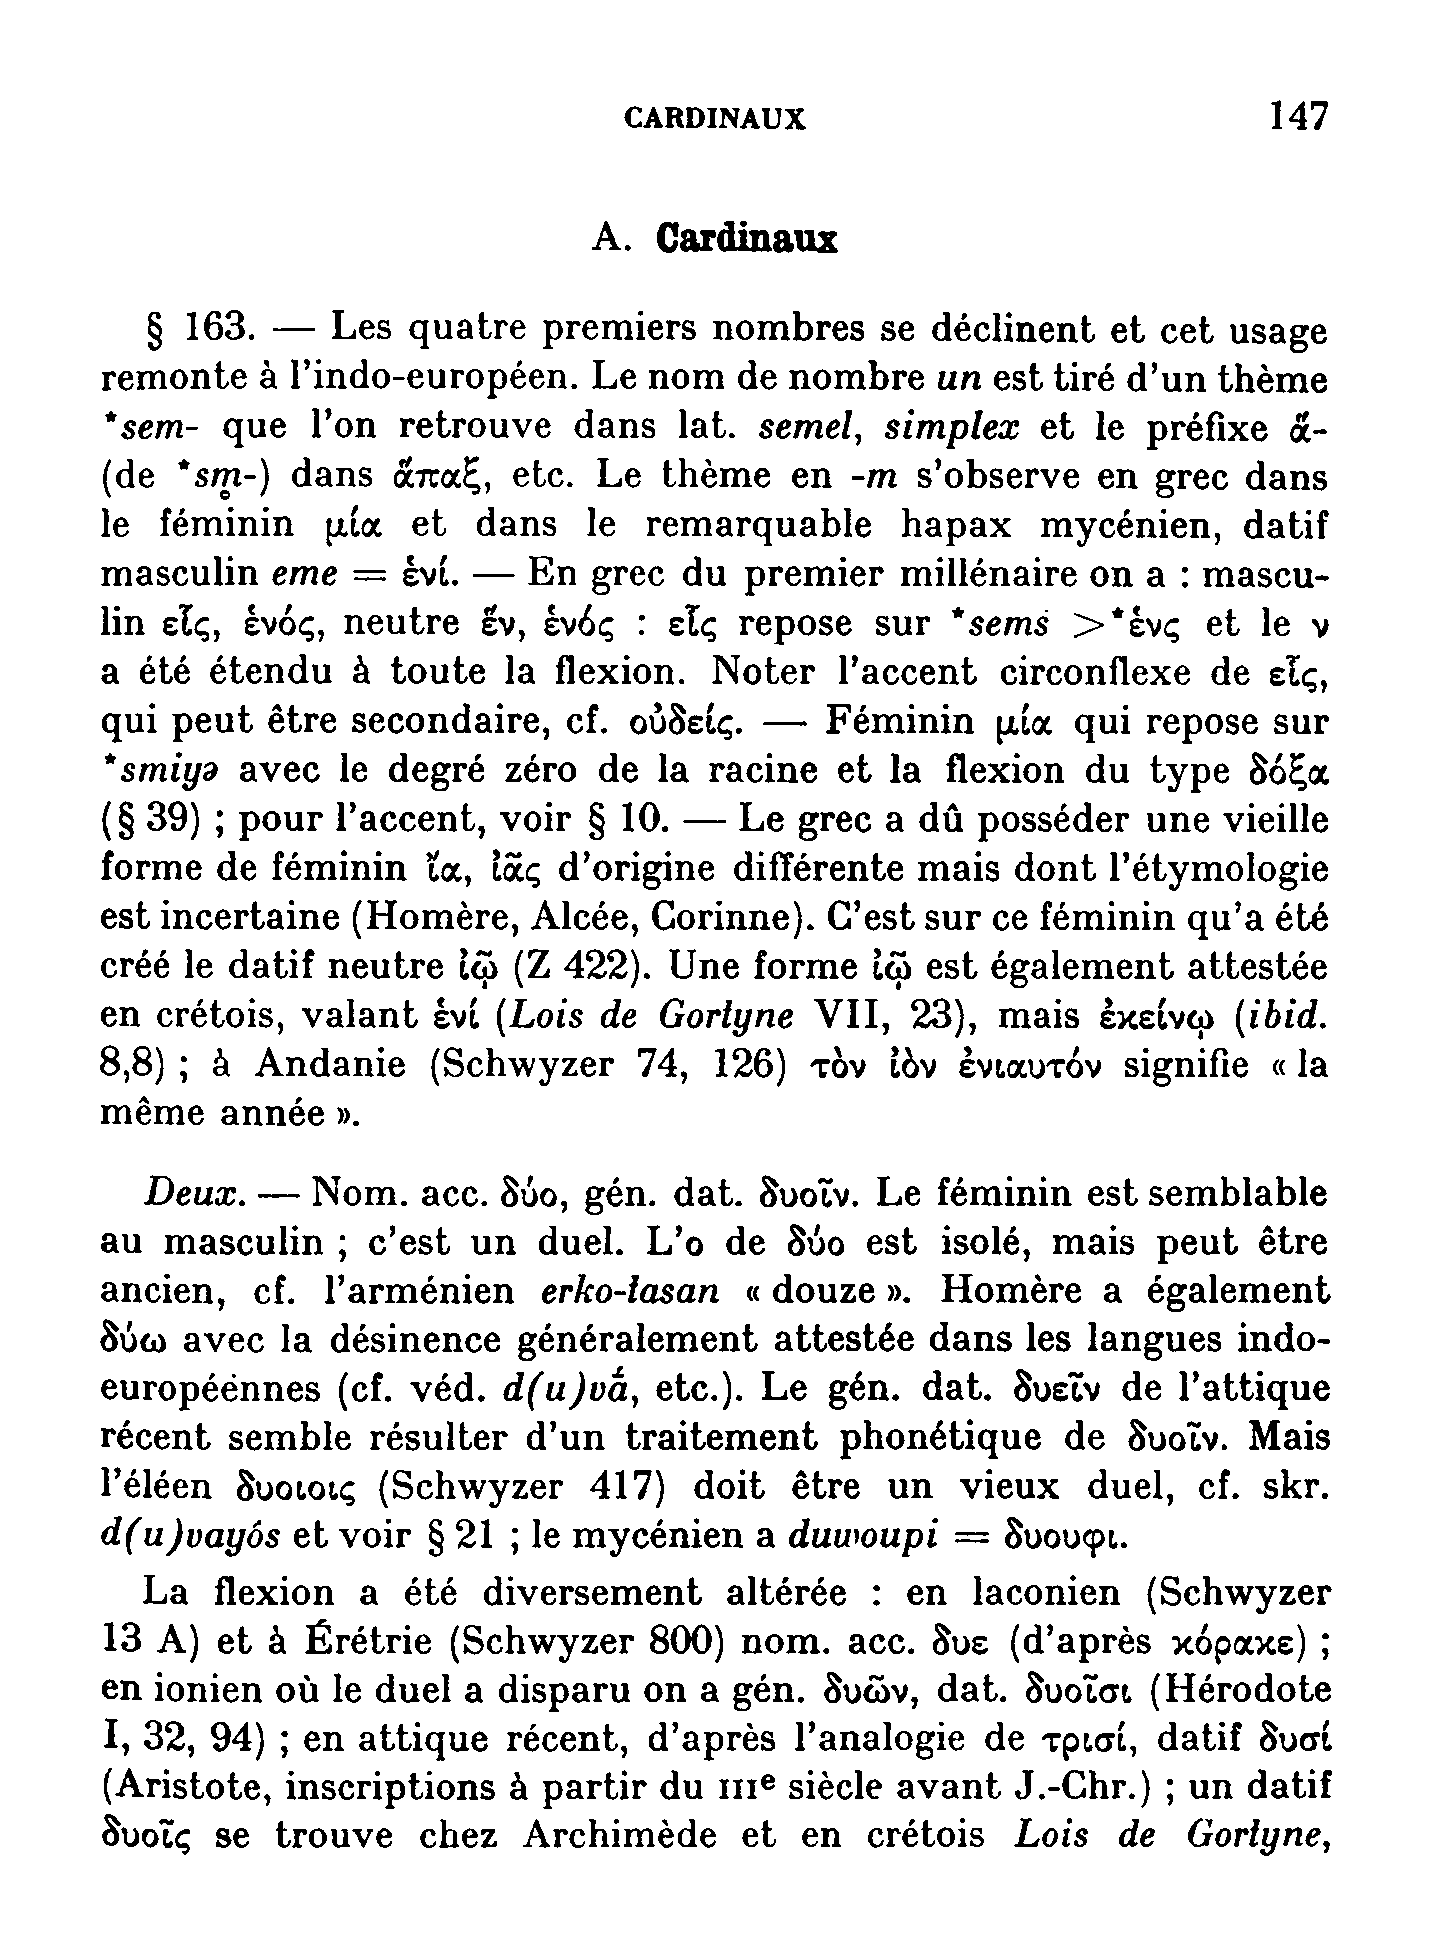 CARDINAUX 147
A. Cardinaux
§ 163. — Les quatre premiers nombres se déclinent et cet usage
remonte à l'indo-européen. Le nom de nombre un est tiré d'un thème
*sem- que l'on retrouve dans lat. semel, simplex et le préfixe ἅ-
(de *sm̥-) dans ἅπαξ, etc. Le thème en -m s'observe en grec dans
le féminin μία et dans le remarquable hapax mycénien, datif
masculin eme = ἑνί. — En grec du premier millénaire on a : mascu-
lin εἷς, ἑνός, neutre ἕν, ἑνός : εἷς repose sur *sems >*ἑνς et le ν
a été étendu à toute la flexion. Noter l'accent circonflexe de εἷς,
qui peut être secondaire, cf. οὐδείς. — Féminin μία qui repose sur
*smiyə avec le degré zéro de la racine et la flexion du type δόξα
(§ 39) ; pour l'accent, voir § 10. — Le grec a dû posséder une vieille
forme de féminin ἴα, ἰᾶς d'origine différente mais dont l'étymologie
est incertaine (Homère, Alcée, Corinne). C'est sur ce féminin qu'a été
créé le datif neutre ἰῷ (Z 422). Une forme ἰῷ est également attestée
en crétois, valant ἑνί (Lois de Gortyne VII, 23), mais ἐκείνῳ (ibid.
8,8) ; à Andanie (Schwyzer 74, 126) τὸν ἰὸν ἐνιαυτόν signifie « la
même année ».
Deux. — Nom. acc. δύο, gén. dat. δυοῖν. Le féminin est semblable
au masculin ; c'est un duel. L'ο de δύο est isolé, mais peut être
ancien, cf. l'arménien erko-tasan « douze ». Homère a également
δύω avec la désinence généralement attestée dans les langues indo-
européennes (cf. véd. d(u)vā́, etc.). Le gén. dat. δυεῖν de l'attique
récent semble résulter d'un traitement phonétique de δυοῖν. Mais
l'éléen δυοιοις (Schwyzer 417) doit être un vieux duel, cf. skr.
d(u)vayós et voir § 21 ; le mycénien a duwoupi = δυουφι.
La flexion a été diversement altérée : en laconien (Schwyzer
13 A) et à Érétrie (Schwyzer 800) nom. acc. δυε (d'après κόρακε) ;
en ionien où le duel a disparu on a gén. δυῶν, dat. δυοῖσι (Hérodote
I, 32, 94) ; en attique récent, d'après l'analogie de τρισί, datif δυσί
(Aristote, inscriptions à partir du IIIe siècle avant J.-Chr.) ; un datif
δυοῖς se trouve chez Archimède et en crétois Lois de Gortyne,